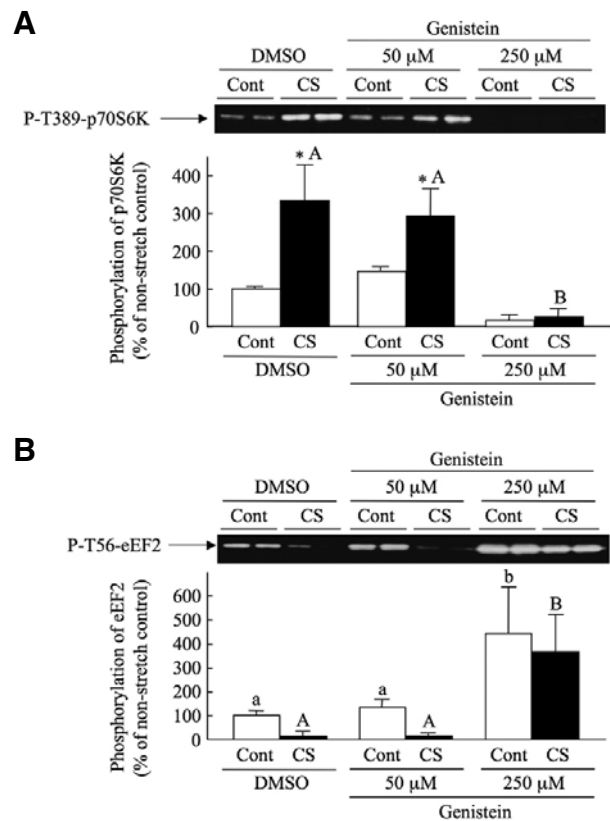 A
Genistein
DMSO 50 μM 250 μM
Cont CS Cont CS Cont CS
P-T389-p70S6K
Phosphorylation of p70S6K
(% of non-stretch control)
400
300
200
100
0
* A
* A
B
Cont CS Cont CS Cont CS
DMSO 50 μM 250 μM
Genistein
B
Genistein
DMSO 50 μM 250 μM
Cont CS Cont CS Cont CS
P-T56-eEF2
Phosphorylation of eEF2
(% of non-stretch control)
600
500
400
300
200
100
0
a A a A b B
Cont CS Cont CS Cont CS
DMSO 50 μM 250 μM
Genistein